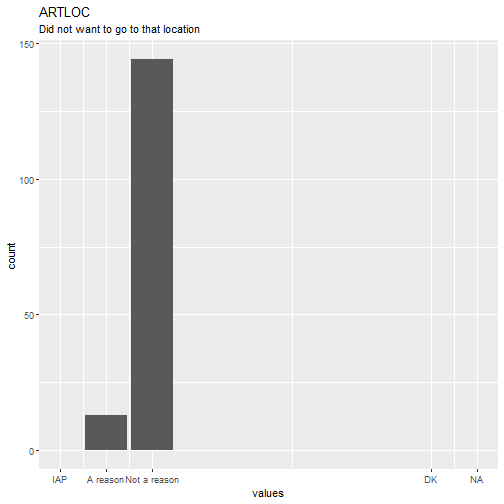 ARTLOC
Did not want to go to that location
150
100
50
0
count
IAP A reason Not a reason DK NA
values